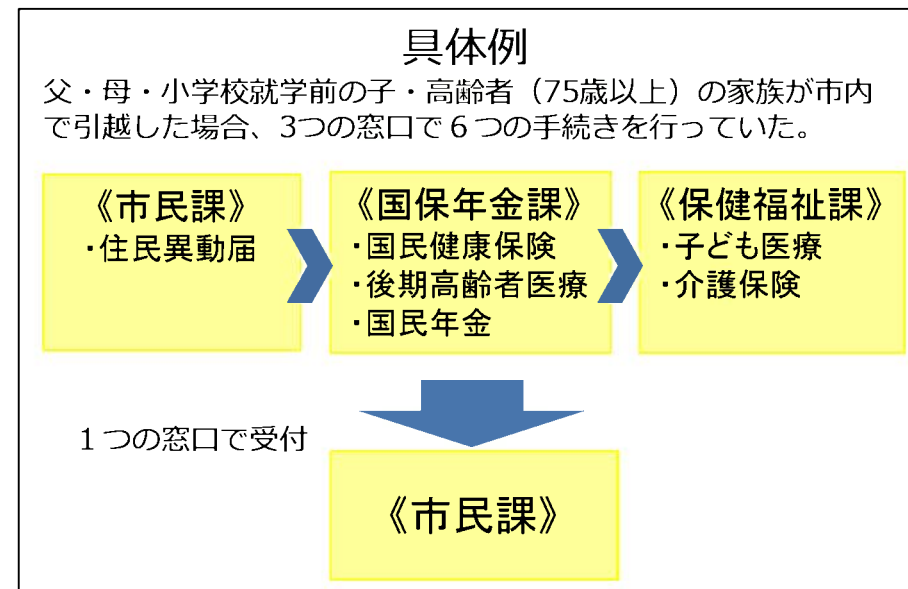 具体例
父・母・小学校就学前の子・高齢者（75歳以上）の家族が市内
で引越した場合、3つの窓口で６つの手続きを行っていた。
《市民課》
・住民異動届
《国保年金課》
・国民健康保険
・後期高齢者医療
・国民年金
《保健福祉課》
・子ども医療
・介護保険
１つの窓口で受付
《市民課》